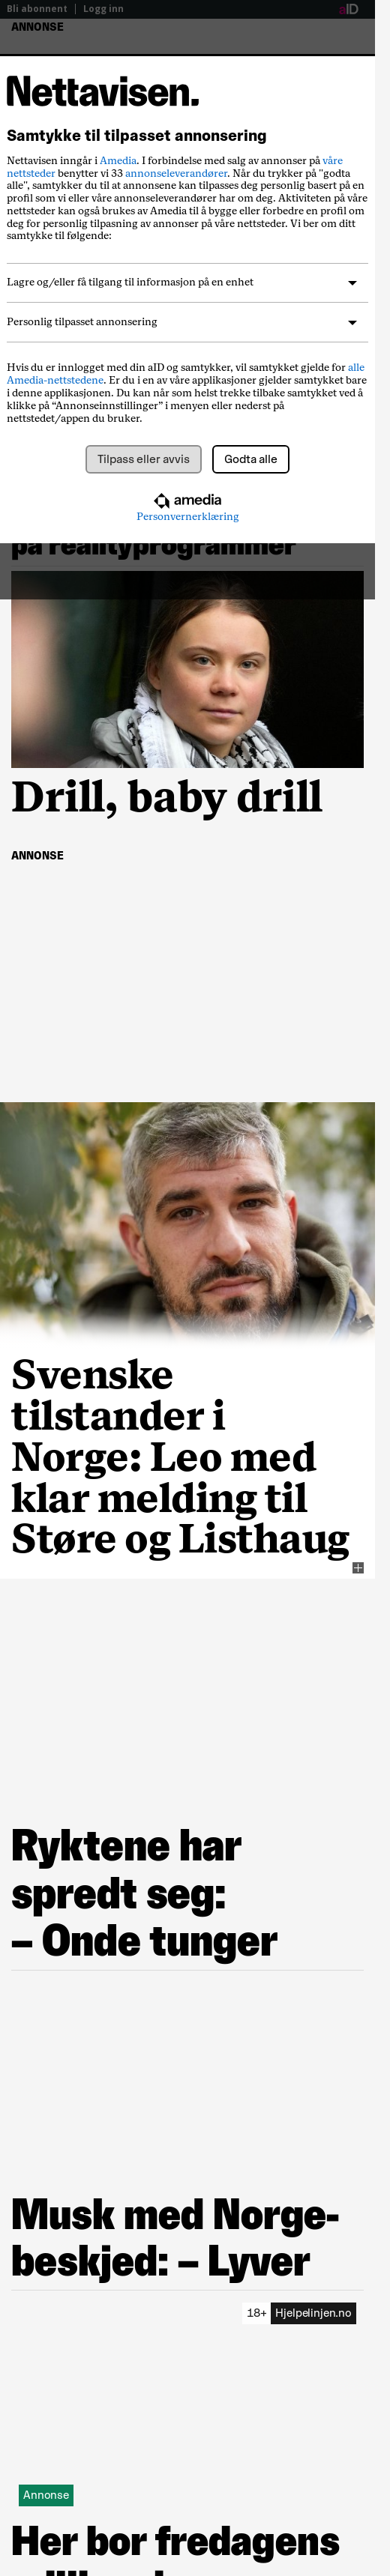 Bli abonnent | Logg inn
aID
ANNONSE
Nettavisen.
Samtykke til tilpasset annonsering
Nettavisen inngår i Amedia. I forbindelse med salg av annonser på våre
nettsteder benytter vi 33 annonseleverandører. Når du trykker på "godta
alle", samtykker du til at annonsene kan tilpasses deg personlig basert på en
profil som vi eller våre annonseleverandører har om deg. Aktiviteten på våre
nettsteder kan også brukes av Amedia til å bygge eller forbedre en profil om
deg for personlig tilpasning av annonser på våre nettsteder. Vi ber om ditt
samtykke til følgende:
Lagre og/eller få tilgang til informasjon på en enhet
Personlig tilpasset annonsering
Hvis du er innlogget med din aID og samtykker, vil samtykket gjelde for alle
Amedia-nettstedene. Er du i en av våre applikasjoner gjelder samtykket bare
i denne applikasjonen. Du kan når som helst trekke tilbake samtykket ved å
klikke på “Annonseinnstillinger” i menyen eller nederst på
nettstedet/appen du bruker.
Tilpass eller avvis
Godta alle
amedia
Personvernerklæring
på realityprogrammer
Drill, baby drill
ANNONSE
Svenske
tilstander i
Norge: Leo med
klar melding til
Støre og Listhaug
Ryktene har
spredt seg:
– Onde tunger
Musk med Norge-
beskjed: – Lyver
18+ Hjelpelinjen.no
Annonse
Her bor fredagens